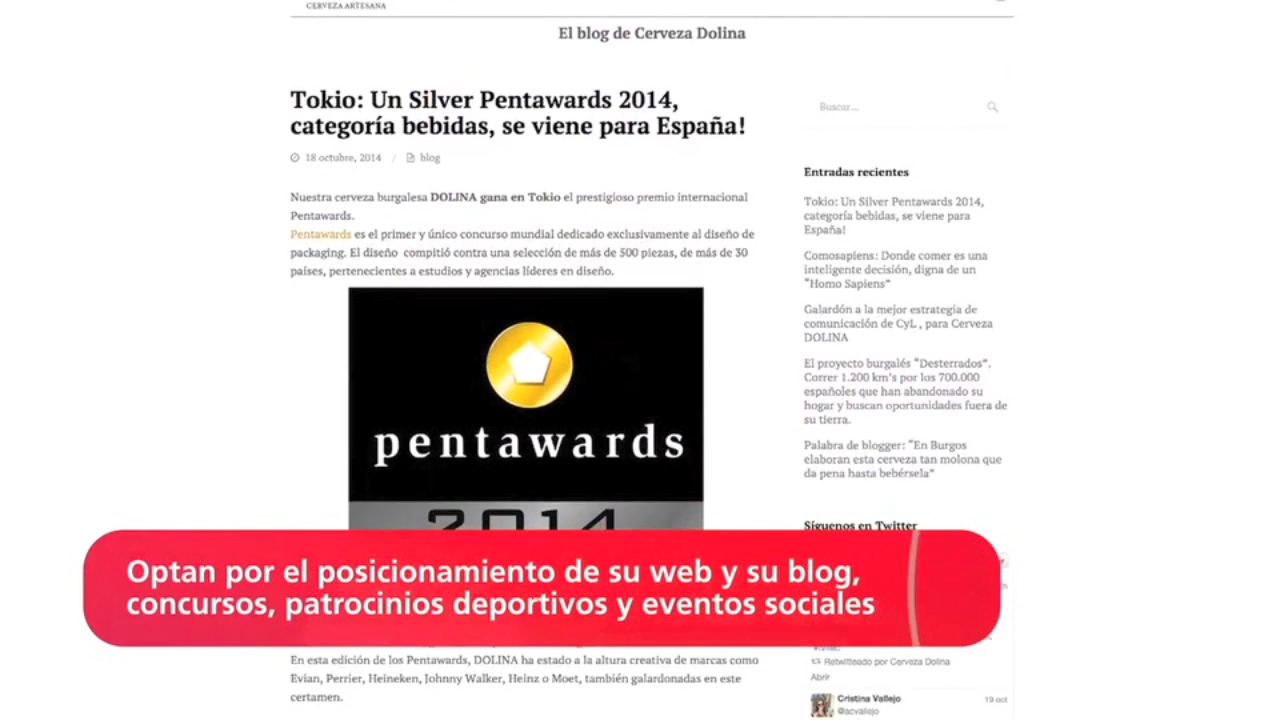 CERVEZA ARTESANA
El blog de Cerveza Dolina
Tokio: Un Silver Pentawards 2014,
categoría bebidas, se viene para España!
18 octubre, 2014 / blog
Nuestra cerveza burgalesa DOLINA gana en Tokio el prestigioso premio internacional
Pentawards.
Pentawards es el primer y único concurso mundial dedicado exclusivamente al diseño de
packaging. El diseño compitió contra una selección de más de 500 piezas, de más de 30
países, pertenecientes a estudios y agencias líderes en diseño.
pentawards
2014
Optan por el posicionamiento de su web y su blog,
concursos, patrocinios deportivos y eventos sociales
En esta edición de los Pentawards, DOLINA ha estado a la altura creativa de marcas como
Evian, Perrier, Heineken, Johnny Walker, Heinz o Moet, también galardonadas en este
certamen.
Buscar...
Entradas recientes
Tokio: Un Silver Pentawards 2014,
categoría bebidas, se viene para
España!
Comosapiens: Donde comer es una
inteligente decisión, digna de un
"Homo Sapiens"
Galardón a la mejor estrategia de
comunicación de CyL , para Cerveza
DOLINA
El proyecto burgalés "Desterrados".
Correr 1.200 km's por los 700.000
españoles que han abandonado su
hogar y buscan oportunidades fuera de
su tierra.
Palabra de blogger: "En Burgos
elaboran esta cerveza tan molona que
da pena hasta bebérsela"
Síguenos en Twitter
Retwitteado por Cerveza Dolina
Abrir
Cristina Vallejo 19 oct
@acvallejo